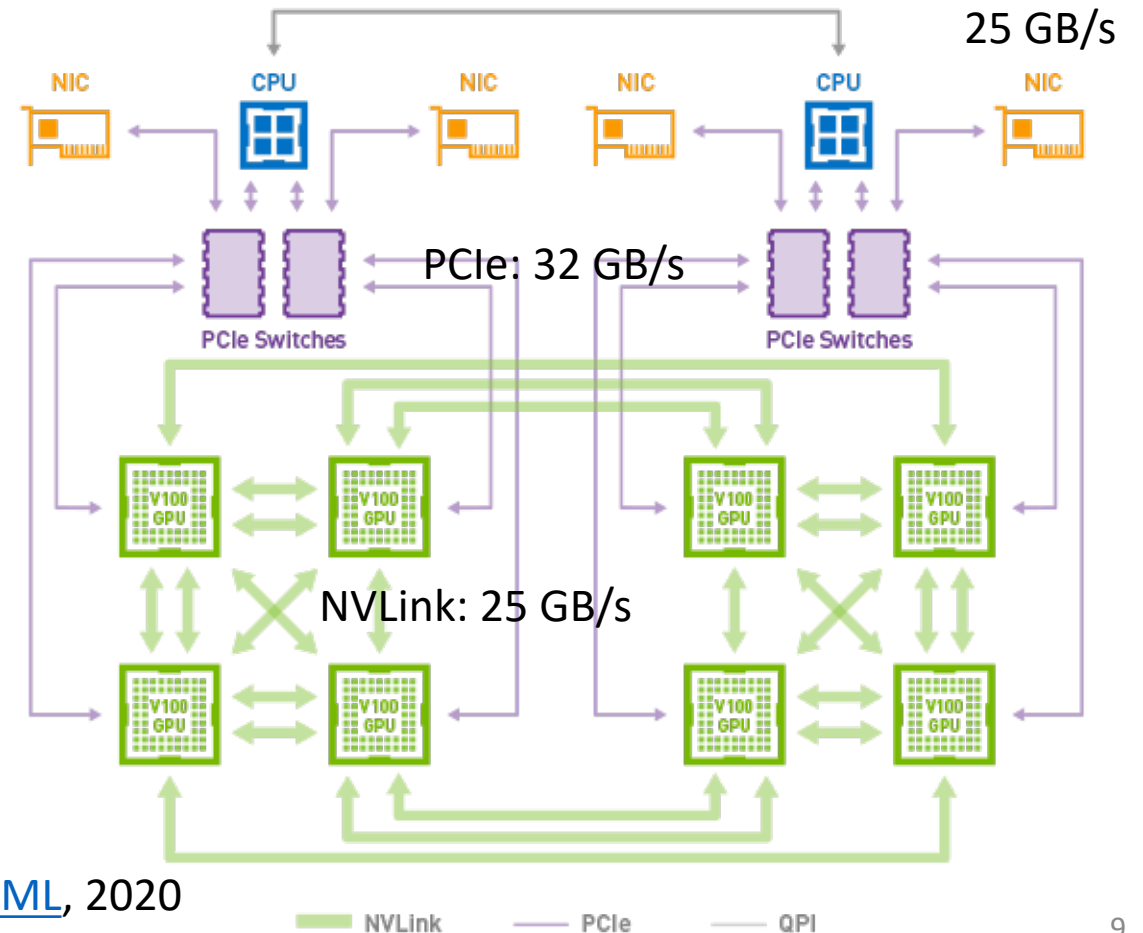 25 GB/s
NIC
CPU
NIC
NIC
CPU
NIC
PCIe: 32 GB/s
PCIe Switches
PCIe Switches
V100
GPU
V100
GPU
V100
GPU
V100
GPU
NVLink: 25 GB/s
V100
GPU
V100
GPU
V100
GPU
V100
GPU
ML, 2020
NVLink
PCIe
QPI
9